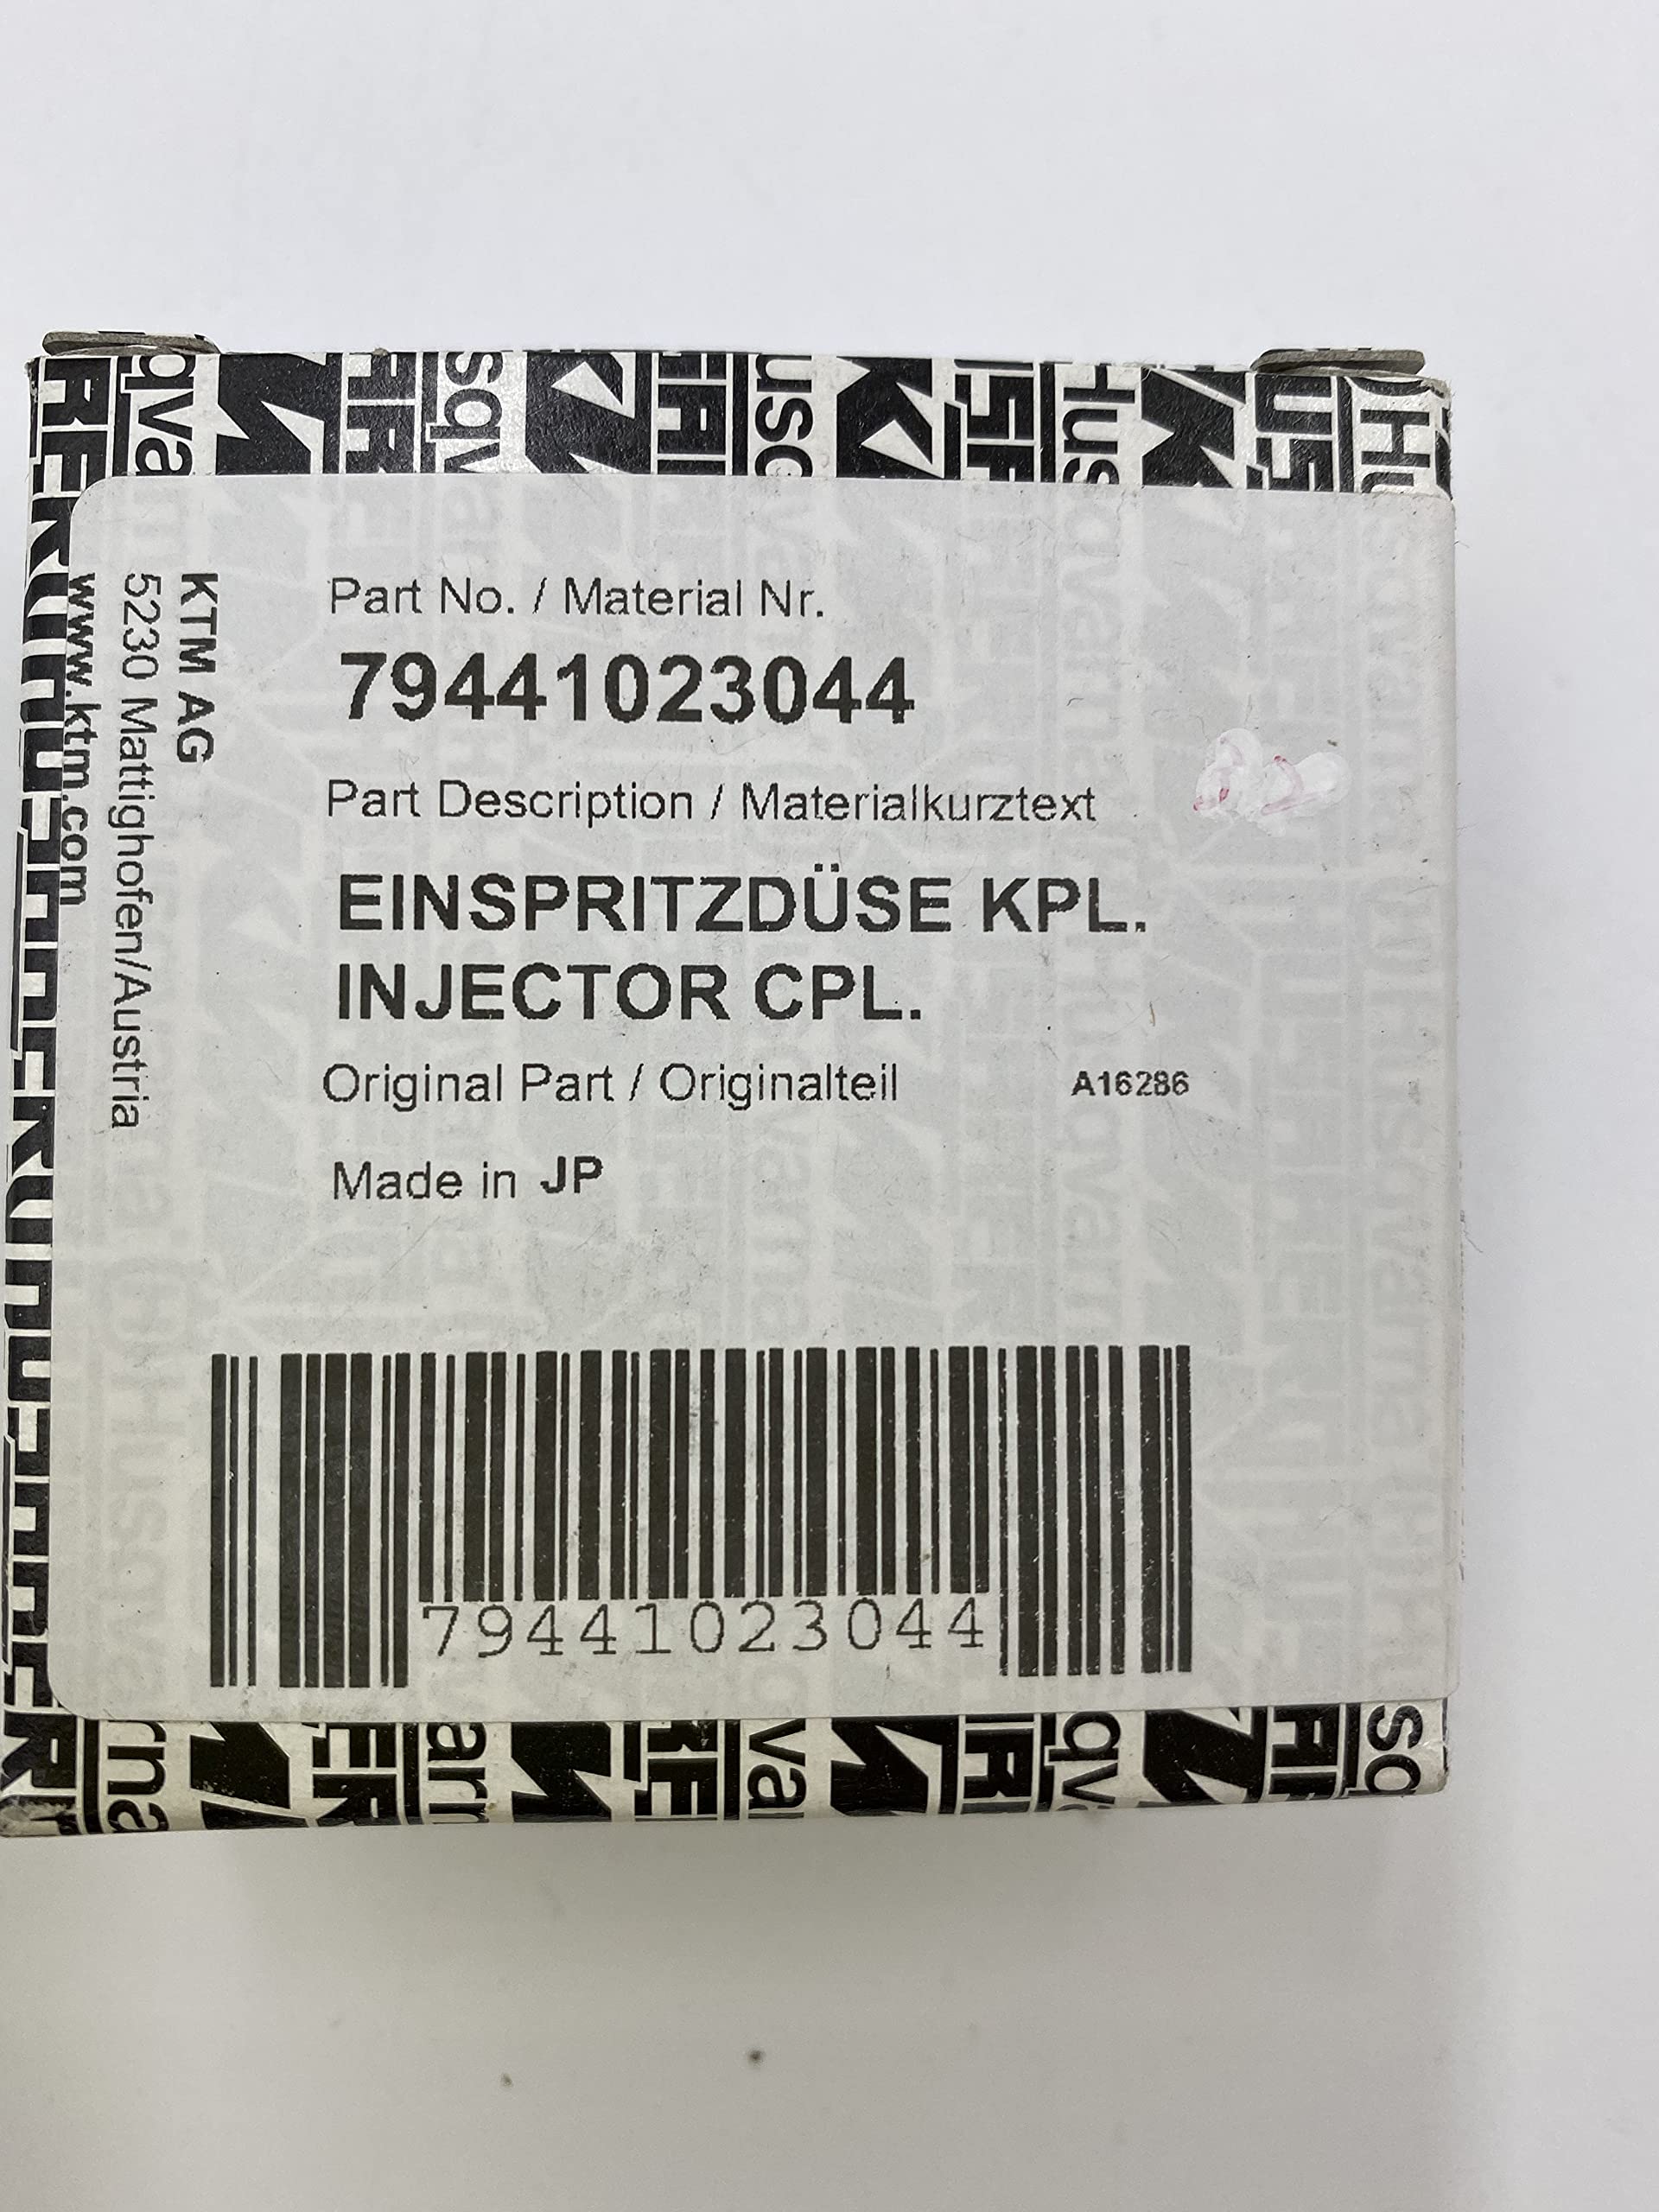 KTM AG
5230 Mattighofen/Austria
www.ktm.com
Part No. / Material Nr.
79441023044
Part Description / Materialkurztext
EINSPRITZDÜSE KPL.
INJECTOR CPL.
Original Part / Originalteil
A16286
Made in JP
79441023044